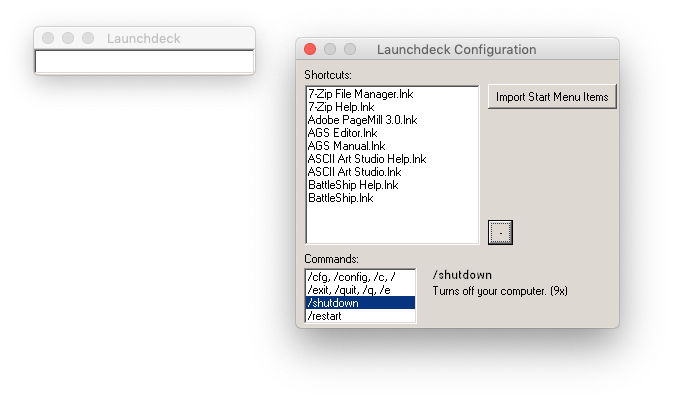 Launchdeck
Launchdeck Configuration
Shortcuts:
7-Zip File Manager.lnk
7-Zip Help.lnk
Adobe PageMill 3.0.lnk
AGS Editor.lnk
AGS Manual.lnk
ASCII Art Studio Help.lnk
ASCII Art Studio.lnk
BattleShip Help.lnk
BattleShip.lnk
Import Start Menu Items
-
Commands:
/cfg, /config, /c, /
/exit, /quit, /q, /e
/shutdown
/restart
/shutdown
Turns off your computer. (9x)